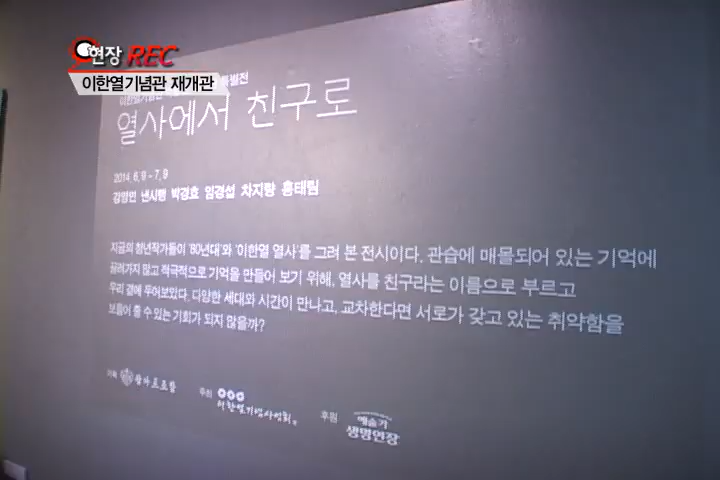 현장 REC
이한열기념관 재개관
특별전
열사에서 친구로
2014. 6. 9 - 7. 9
강영민 낸시랭 박경효 임경섭 차지량 홍태림
지금의 청년작가들이 '80년대'와 '이한열 열사'를 그려 본 전시이다. 관습에 매몰되어 있는 기억에
끌려가지 않고 적극적으로 기억을 만들어 보기 위해, 열사를 친구라는 이름으로 부르고
우리 곁에 두어보았다. 다양한 세대와 시간이 만나고, 교차한다면 서로가 갖고 있는 취약함을
보듬어 줄 수 있는 기회가 되지 않을까?
기획
주최 이한열기념사업회
후원 예술가 생명연장